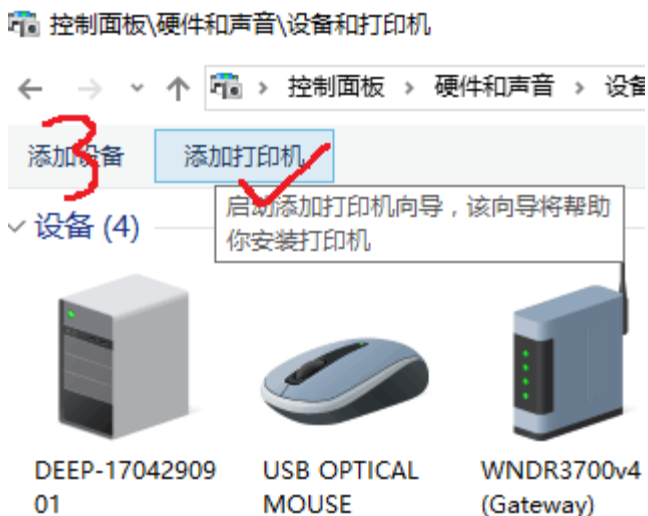 控制面板\硬件和声音\设备和打印机
控制面板 › 硬件和声音 › 设备
添加设备 添加打印机
3
启动添加打印机向导，该向导将帮助
你安装打印机
设备 (4)
DEEP-17042909
01
USB OPTICAL
MOUSE
WNDR3700v4
(Gateway)